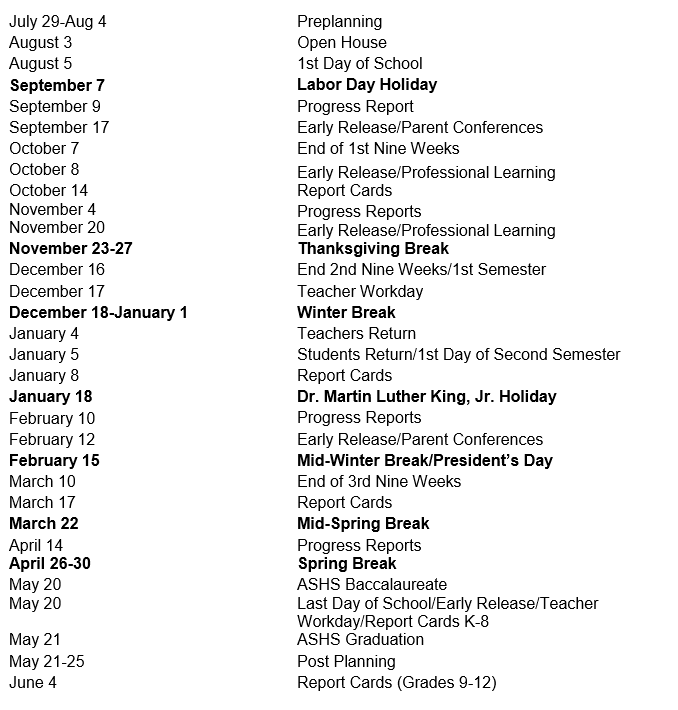 July 29-Aug 4 Preplanning
August 3 Open House
August 5 1st Day of School
September 7 Labor Day Holiday
September 9 Progress Report
September 17 Early Release/Parent Conferences
October 7 End of 1st Nine Weeks
October 8 Early Release/Professional Learning
October 14 Report Cards
November 4 Progress Reports
November 20 Early Release/Professional Learning
November 23-27 Thanksgiving Break
December 16 End 2nd Nine Weeks/1st Semester
December 17 Teacher Workday
December 18-January 1 Winter Break
January 4 Teachers Return
January 5 Students Return/1st Day of Second Semester
January 8 Report Cards
January 18 Dr. Martin Luther King, Jr. Holiday
February 10 Progress Reports
February 12 Early Release/Parent Conferences
February 15 Mid-Winter Break/President’s Day
March 10 End of 3rd Nine Weeks
March 17 Report Cards
March 22 Mid-Spring Break
April 14 Progress Reports
April 26-30 Spring Break
May 20 ASHS Baccalaureate
May 20 Last Day of School/Early Release/Teacher
Workday/Report Cards K-8
May 21 ASHS Graduation
May 21-25 Post Planning
June 4 Report Cards (Grades 9-12)